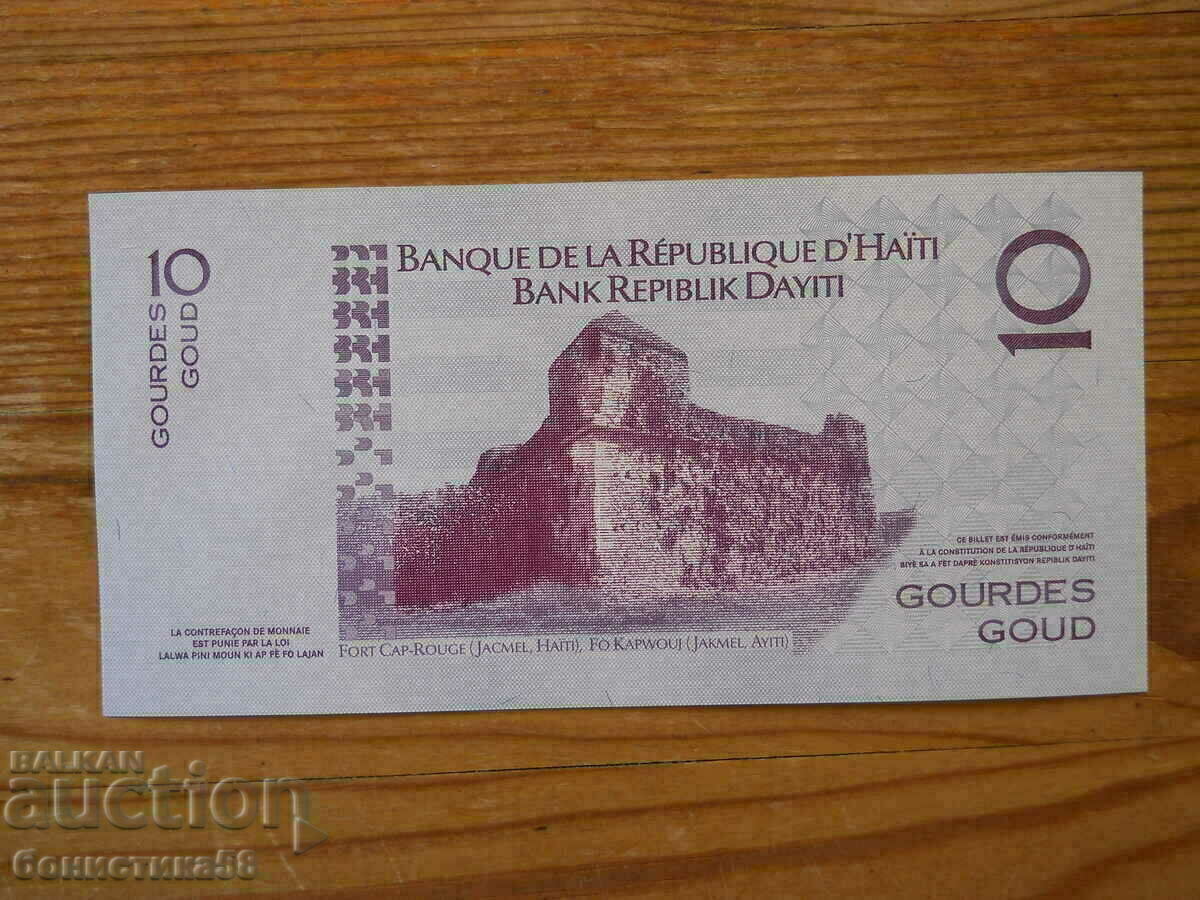 BANQUE DE LA RÉPUBLIQUE D'HAÏTI
BANK REPIBLIK DAYITI
10
GOURDES
GOUD
10
CE BILLET EST ÉMIS CONFORMÉMENT
À LA CONSTITUTION DE LA RÉPUBLIQUE D'HAÏTI
BIYÈ SA A FÈT DAPRE KONSTITISYON REPIBLIK DAYITI
GOURDES
GOUD
LA CONTREFAÇON DE MONNAIE
EST PUNIE PAR LA LOI
LALWA PINI MOUN KI AP FÈ FO LAJAN
FORT CAP-ROUGE (JACMEL, HAÏTI), FÒ KAPWOUJ (JAKMEL, AYITI)
BALKAN
auction
бонистика58